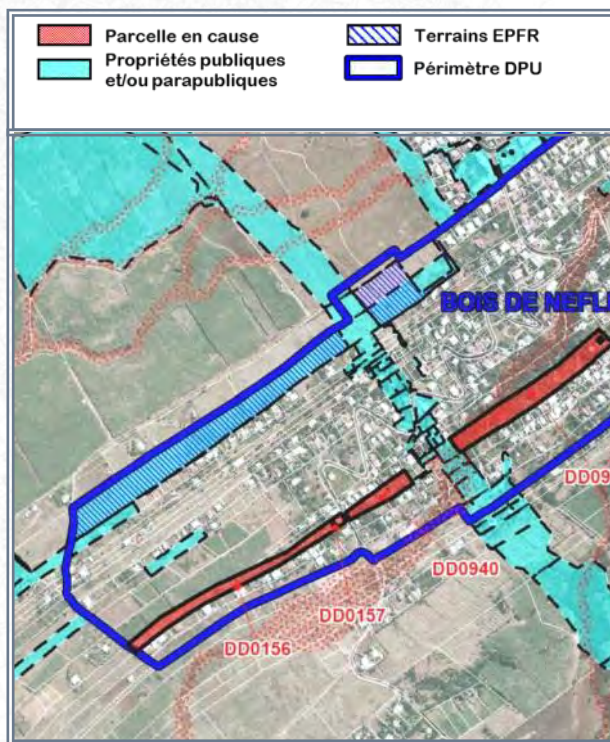 Parcelle en cause
Terrains EPFR
Propriétés publiques
et/ou parapubliques
Périmètre DPU
BOIS DE NEFL
DD09
DD0940
DD0157
DD0156